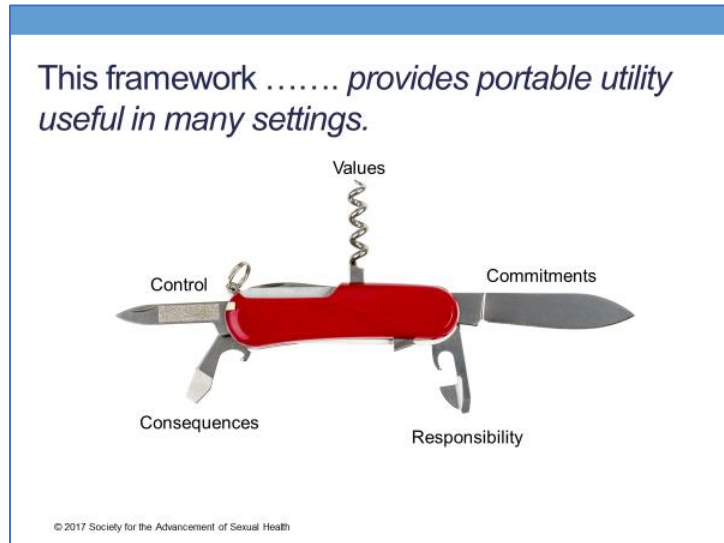 This framework ……. provides portable utility
useful in many settings.
Values
Control
Commitments
Consequences
Responsibility
© 2017 Society for the Advancement of Sexual Health